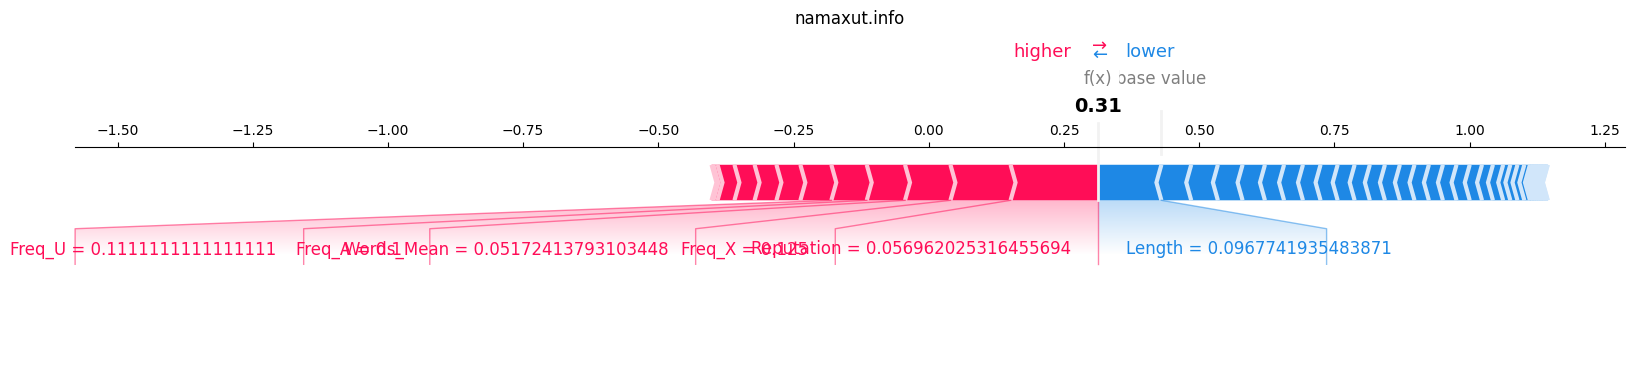 namaxut.info
higher → ← lower
f(x) base value
0.31
−1.50 −1.25 −1.00 −0.75 −0.50 −0.25 0.00 0.25 0.50 0.75 1.00 1.25
Freq_U = 0.1111111111111111 Freq_A = 0.1 Words_Mean = 0.05172413793103448 Freq_X = 0.125 Reputation = 0.056962025316455694 Length = 0.0967741935483871